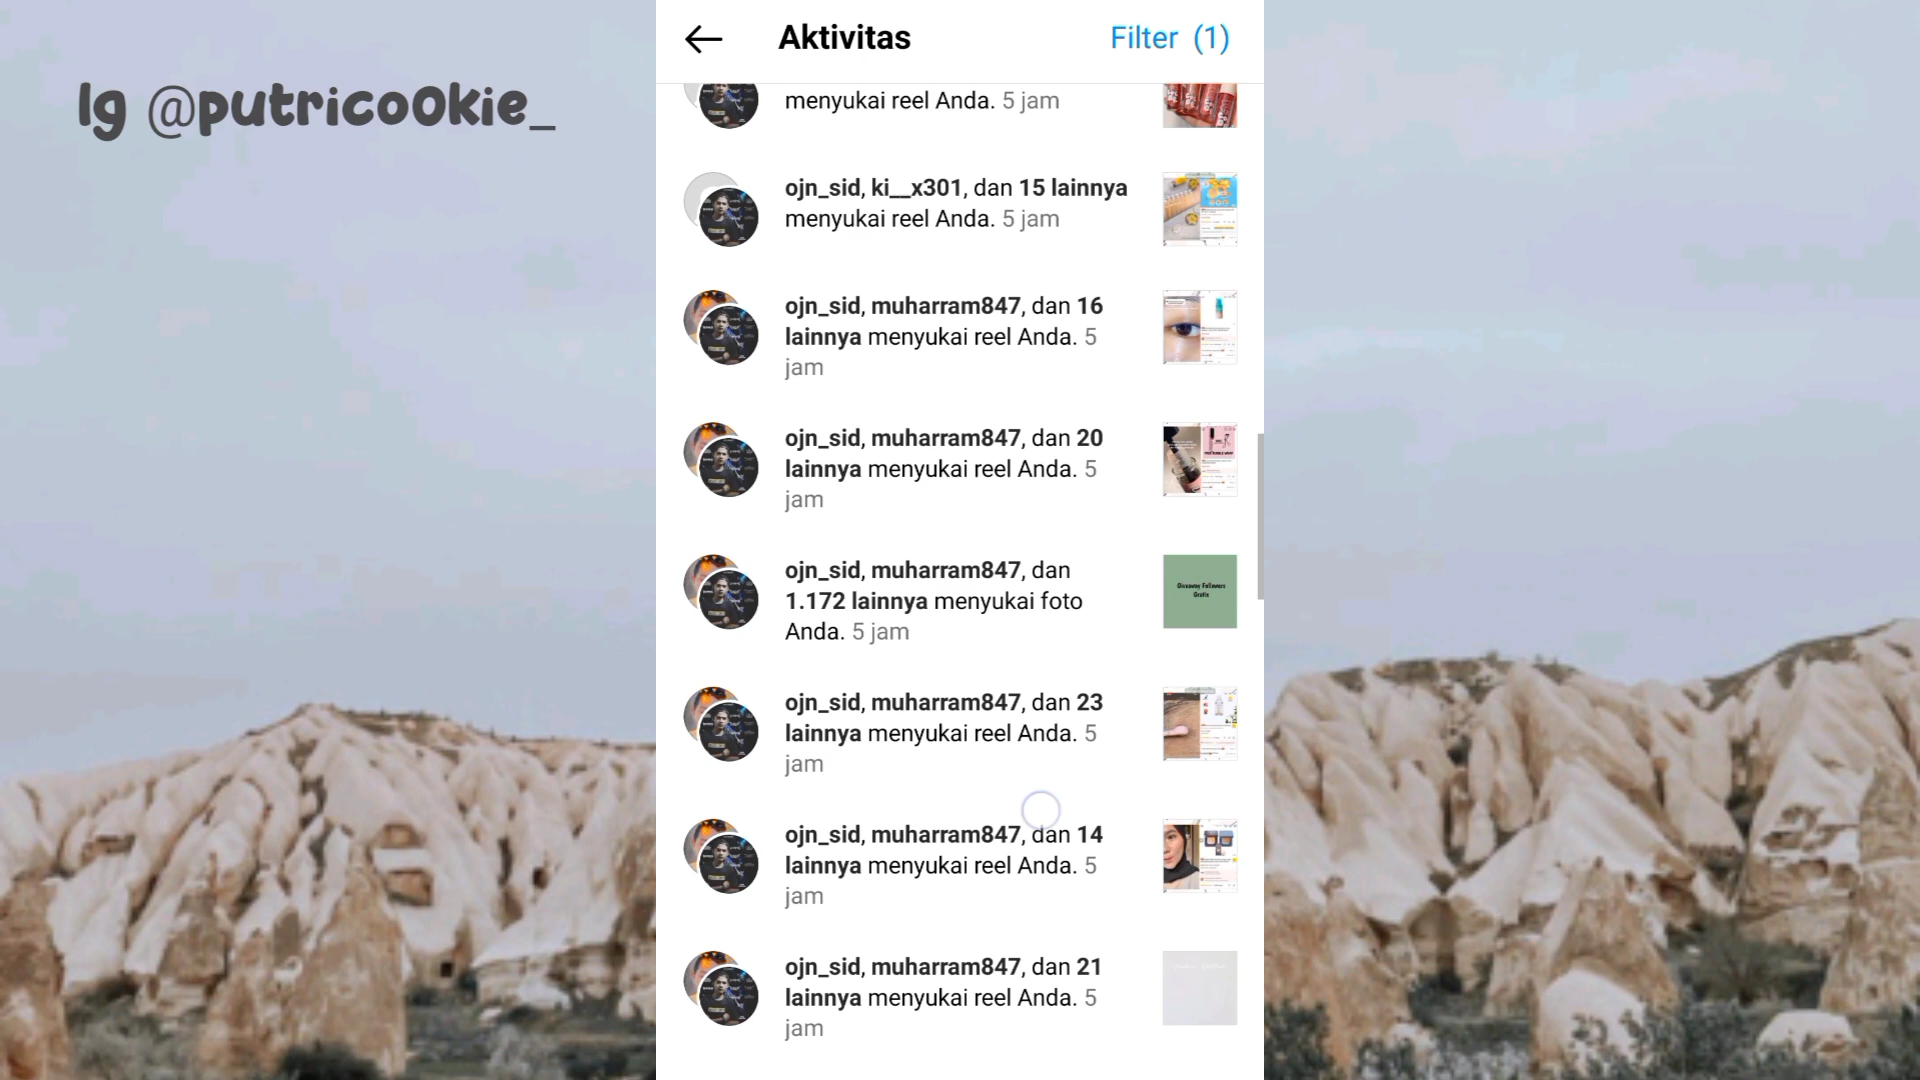 Ig @putricoOkie_
Aktivitas
Filter (1)
menyukai reel Anda. 5 jam
ojn_sid, ki__x301, dan 15 lainnya
menyukai reel Anda. 5 jam
ojn_sid, muharram847, dan 16
lainnya menyukai reel Anda. 5
jam
ojn_sid, muharram847, dan 20
lainnya menyukai reel Anda. 5
jam
ojn_sid, muharram847, dan
1.172 lainnya menyukai foto
Anda. 5 jam
Giveaway Followers
Gratis
ojn_sid, muharram847, dan 23
lainnya menyukai reel Anda. 5
jam
ojn_sid, muharram847, dan 14
lainnya menyukai reel Anda. 5
jam
ojn_sid, muharram847, dan 21
lainnya menyukai reel Anda. 5
jam